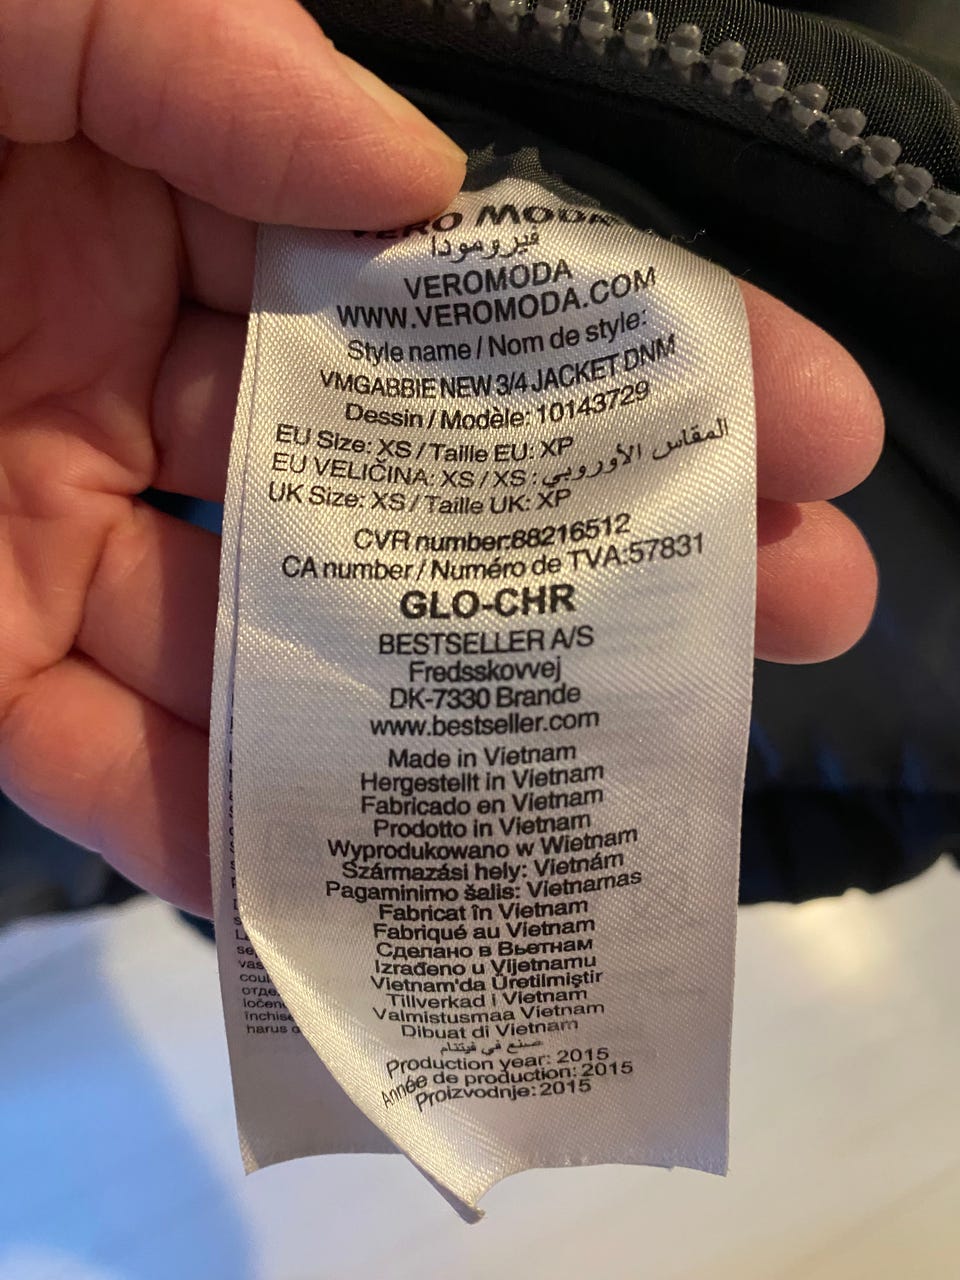 VERO MODA
فيرومودا
VEROMODA
WWW.VEROMODA.COM
Style name / Nom de style:
VMGABBIE NEW 3/4 JACKET DNM
Dessin / Modèle: 10143729
EU Size: XS / Taille EU: XP
EU VELIČINA: XS / XS : المقاس الأوروبي
UK Size: XS / Taille UK: XP
CVR number:88216512
CA number / Numéro de TVA:57831
GLO-CHR
BESTSELLER A/S
Fredsskovvej
DK-7330 Brande
www.bestseller.com
Made in Vietnam
Hergestellt in Vietnam
Fabricado en Vietnam
Prodotto in Vietnam
Wyprodukowano w Wietnam
Származási hely: Vietnám
Pagaminimo šalis: Vietnamas
Fabricat în Vietnam
Fabriqué au Vietnam
Сделано в Вьетнам
Izrađeno u Vijetnamu
Vietnam'da Üretilmiştir
Tillverkad i Vietnam
Valmistusmaa Vietnam
Dibuat di Vietnam
صنع في فيتنام
Production year: 2015
Année de production: 2015
Proizvodnje: 2015